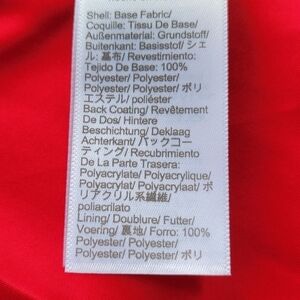 Shell: Base Fabric/
Coquille: Tissu De Base/
Außenmaterial: Grundstoff/
Buitenkant: Basisstof/ シェ
ル: 基布/ Revestimiento:
Tejido De Base: 100%
Polyester/ Polyester/
Polyester/ Polyester/ ポリ
エステル/ poliéster
Back Coating/ Revêtement
De Dos/ Hintere
Beschichtung/ Deklaag
Achterkant/ バックコー
ティング/ Recubrimiento
De La Parte Trasera:
Polyacrylate/ Polyacrylique/
Polyacrylat/ Polyacrylaat/ ポ
リアクリル系繊維/
poliacrilato
Lining/ Doublure/ Futter/
Voering/ 裏地/ Forro: 100%
Polyester/ Polyester/
Polyester/ Polyester/ ポリ